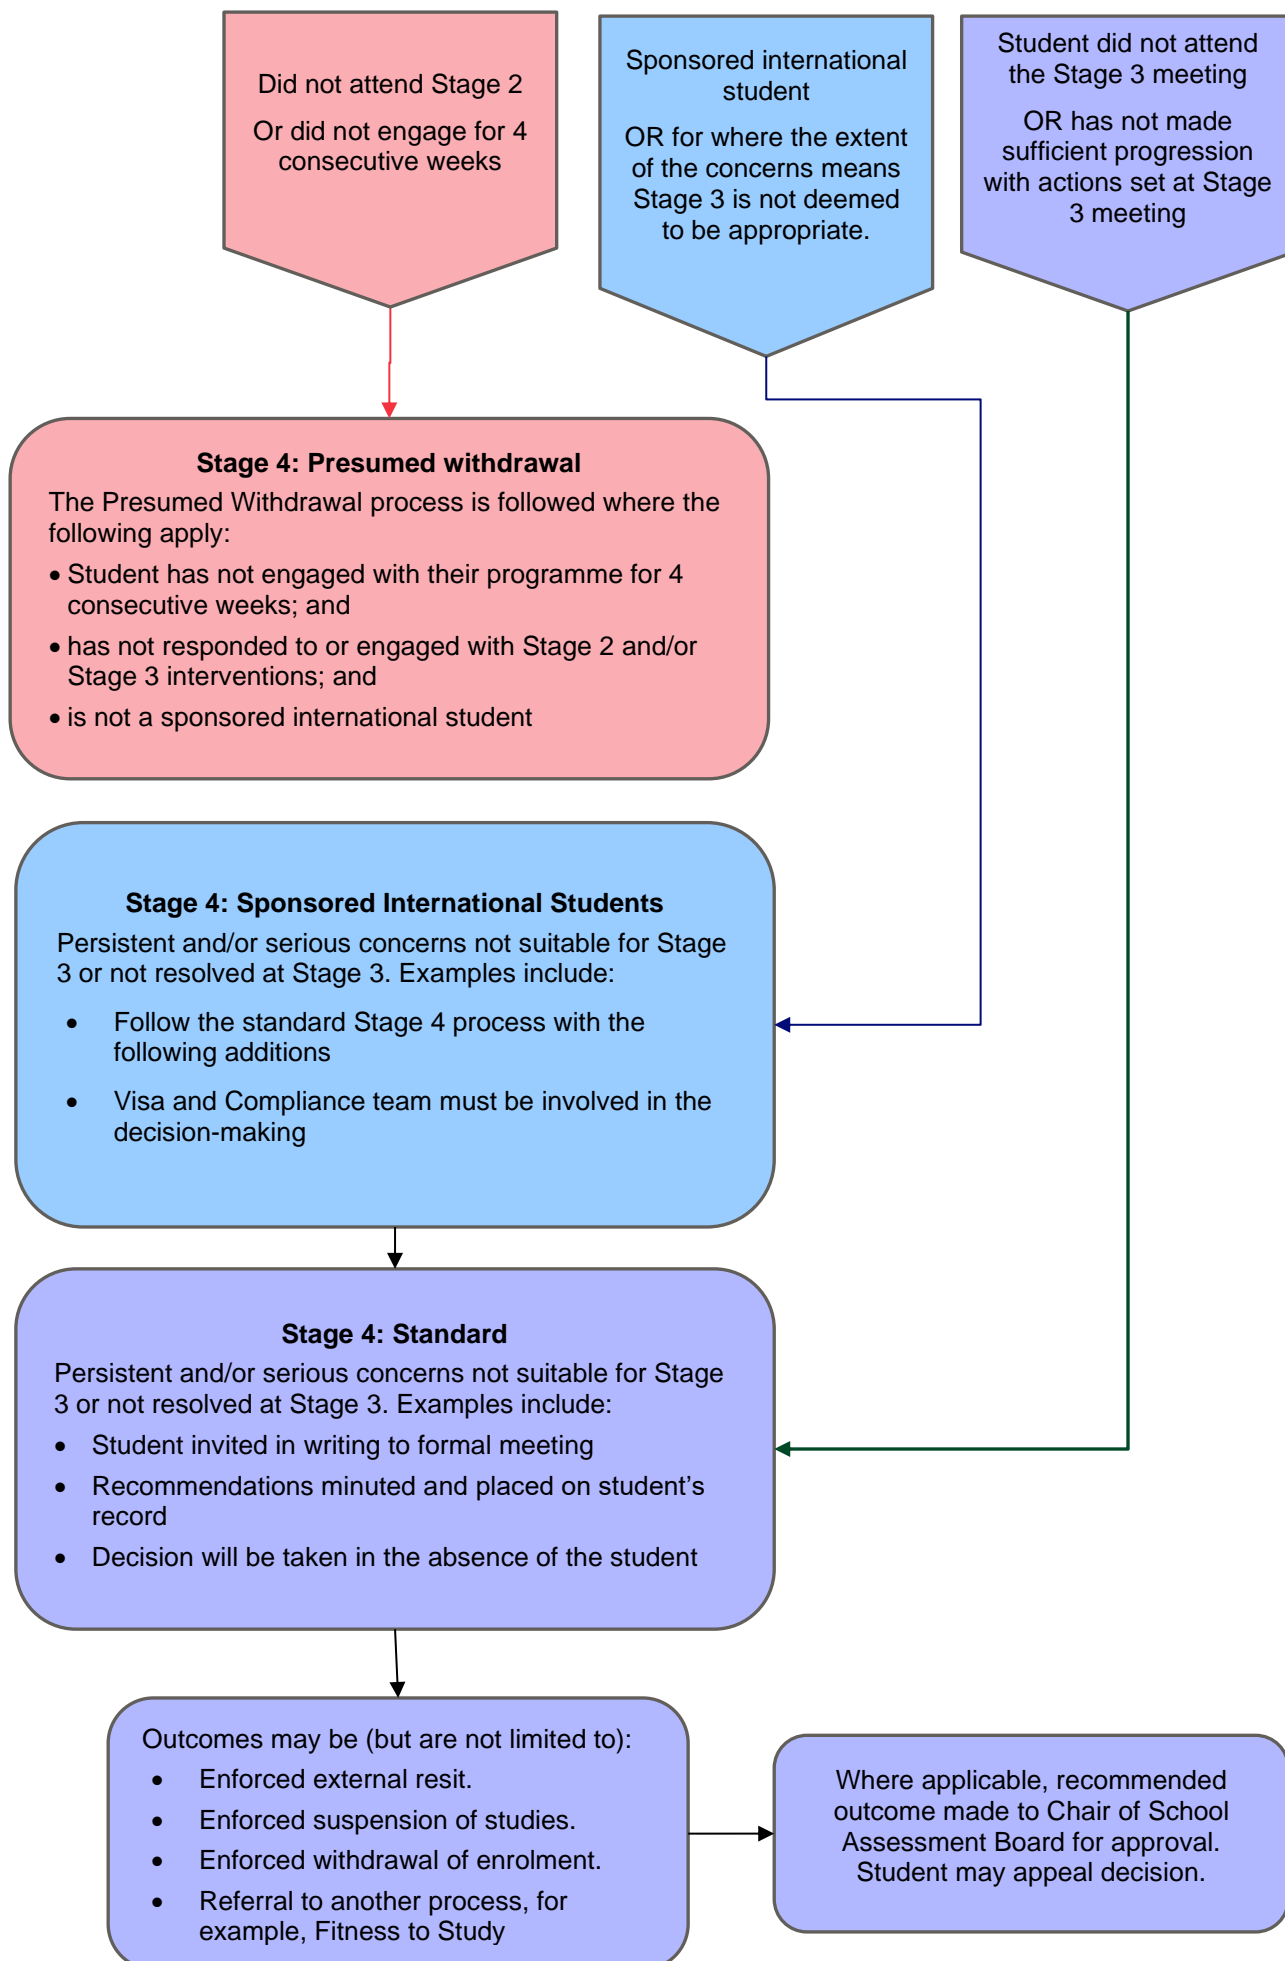 Did not attend Stage 2
Or did not engage for 4
consecutive weeks
Sponsored international
student
OR for where the extent
of the concerns means
Stage 3 is not deemed
to be appropriate.
Student did not attend
the Stage 3 meeting
OR has not made
sufficient progression
with actions set at Stage
3 meeting
Stage 4: Presumed withdrawal
The Presumed Withdrawal process is followed where the
following apply:
• Student has not engaged with their programme for 4
consecutive weeks; and
• has not responded to or engaged with Stage 2 and/or
Stage 3 interventions; and
• is not a sponsored international student
Stage 4: Sponsored International Students
Persistent and/or serious concerns not suitable for Stage
3 or not resolved at Stage 3. Examples include:
• Follow the standard Stage 4 process with the
following additions
• Visa and Compliance team must be involved in the
decision-making
Stage 4: Standard
Persistent and/or serious concerns not suitable for Stage
3 or not resolved at Stage 3. Examples include:
• Student invited in writing to formal meeting
• Recommendations minuted and placed on student’s
record
• Decision will be taken in the absence of the student
Outcomes may be (but are not limited to):
• Enforced external resit.
• Enforced suspension of studies.
• Enforced withdrawal of enrolment.
• Referral to another process, for
example, Fitness to Study
Where applicable, recommended
outcome made to Chair of School
Assessment Board for approval.
Student may appeal decision.